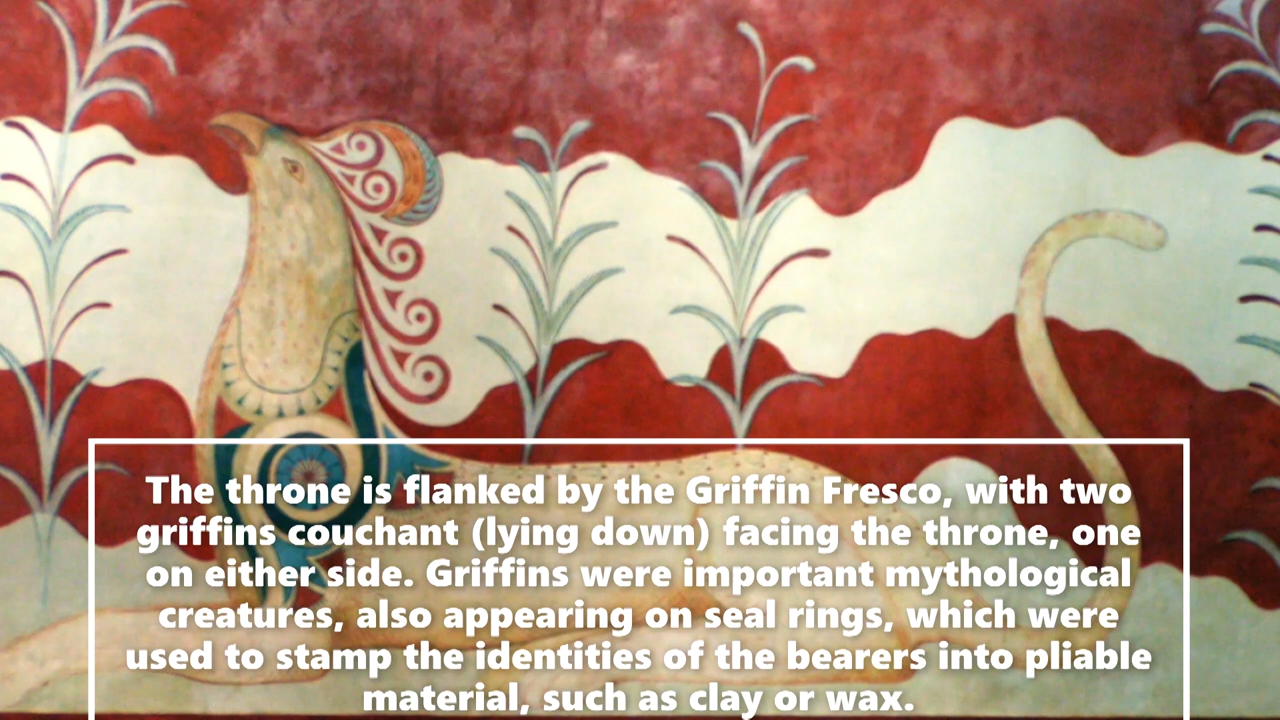 The throne is flanked by the Griffin Fresco, with two
griffins couchant (lying down) facing the throne, one
on either side. Griffins were important mythological
creatures, also appearing on seal rings, which were
used to stamp the identities of the bearers into pliable
material, such as clay or wax.